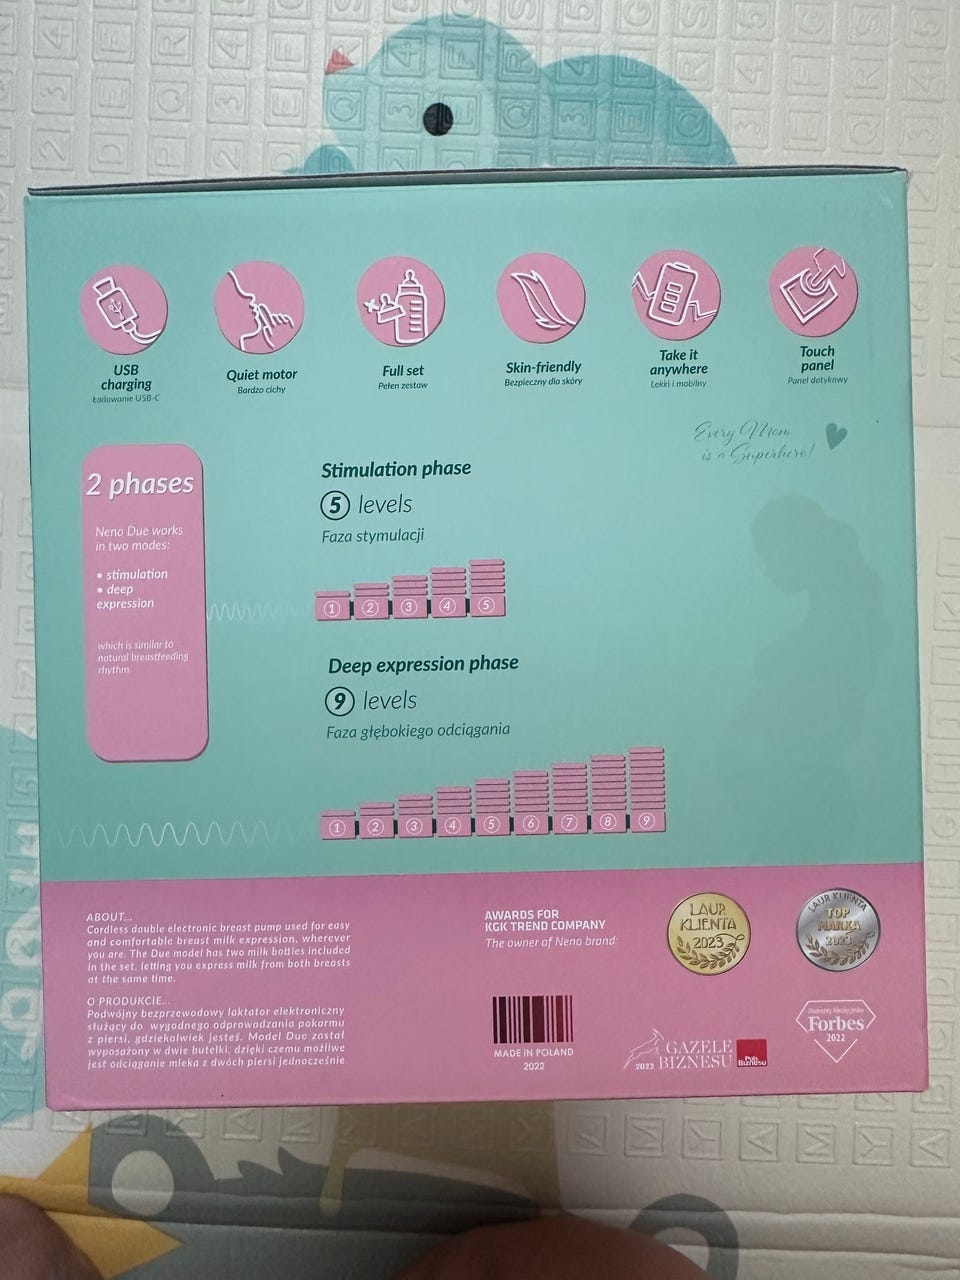 USB
charging
Ładowanie USB-C
Quiet motor
Bardzo cichy
Full set
Pełen zestaw
Skin-friendly
Bezpieczny dla skóry
Take it
anywhere
Lekki i mobilny
Touch
panel
Panel dotykowy
Every Mom
is a Superhero!
2 phases
Neno Due works
in two modes:
• stimulation
• deep
expression
which is similar to
natural breastfeeding
rhythm.
Stimulation phase
5 levels
Faza stymulacji
1 2 3 4 5
Deep expression phase
9 levels
Faza głębokiego odciągania
1 2 3 4 5 6 7 8 9
ABOUT...
Cordless double electronic breast pump used for easy
and comfortable breast milk expression, wherever
you are. The Due model has two milk bottles included
in the set, letting you express milk from both breasts
at the same time.
O PRODUKCIE...
Podwójny bezprzewodowy laktator elektroniczny
służący do wygodnego odprowadzania pokarmu
z piersi, gdziekolwiek jesteś. Model Due został
wyposażony w dwie butelki, dzięki czemu możliwe
jest odciąganie mleka z dwóch piersi jednocześnie.
AWARDS FOR
KGK TREND COMPANY
The owner of Neno brand
MADE IN POLAND
2022
LAUR
KLIENTA
2023
LAUR KLIENTA
TOP
MARKA
2023
2022
GAZELE
BIZNESU
Puls
Biznesu
Diamenty Miesięcznika
Forbes
2022